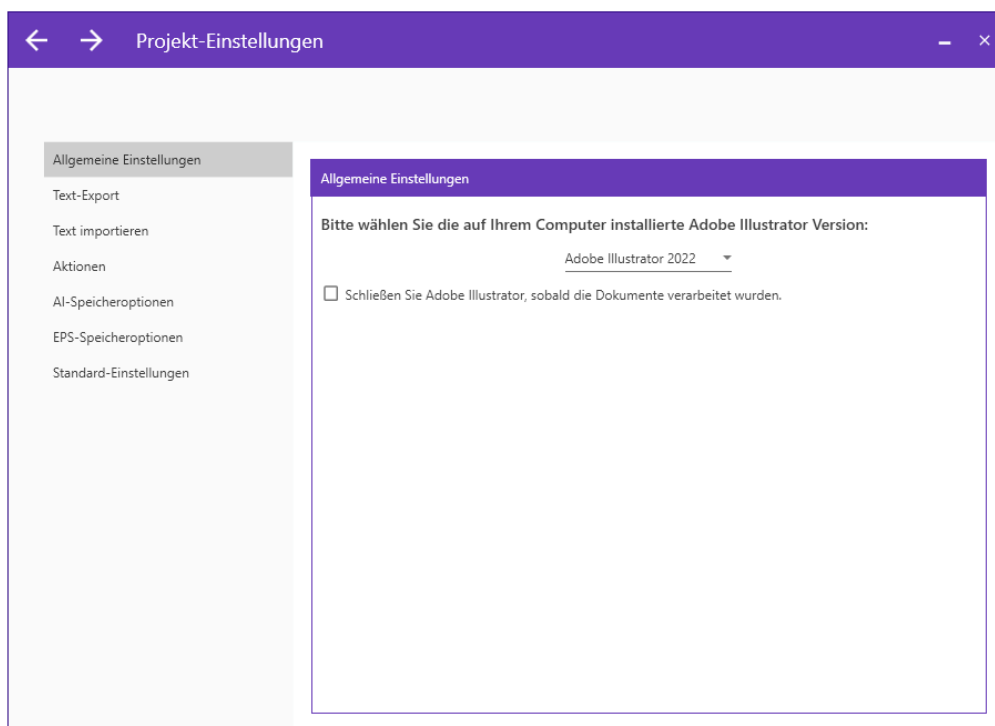 Projekt-Einstellungen
Allgemeine Einstellungen
Text-Export
Text importieren
Aktionen
AI-Speicheroptionen
EPS-Speicheroptionen
Standard-Einstellungen
Allgemeine Einstellungen
Bitte wählen Sie die auf Ihrem Computer installierte Adobe Illustrator Version:
Adobe Illustrator 2022
Schließen Sie Adobe Illustrator, sobald die Dokumente verarbeitet wurden.